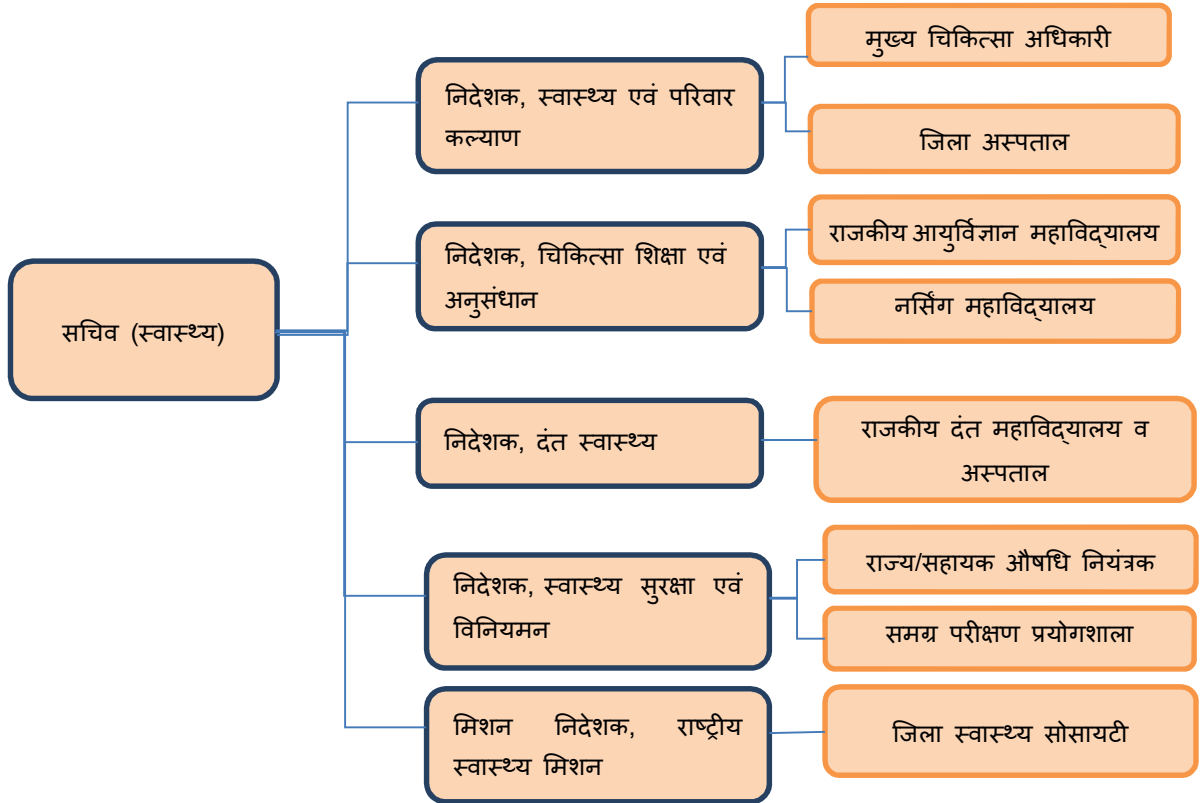 सचिव (स्वास्थ्य)
निदेशक, स्वास्थ्य एवं परिवार
कल्याण
मुख्य चिकित्सा अधिकारी
जिला अस्पताल
निदेशक, चिकित्सा शिक्षा एवं
अनुसंधान
राजकीय आयुर्विज्ञान महाविद्यालय
नर्सिंग महाविद्यालय
निदेशक, दंत स्वास्थ्य
राजकीय दंत महाविद्यालय व
अस्पताल
निदेशक, स्वास्थ्य सुरक्षा एवं
विनियमन
राज्य/सहायक औषधि नियंत्रक
समग्र परीक्षण प्रयोगशाला
मिशन निदेशक, राष्ट्रीय
स्वास्थ्य मिशन
जिला स्वास्थ्य सोसायटी